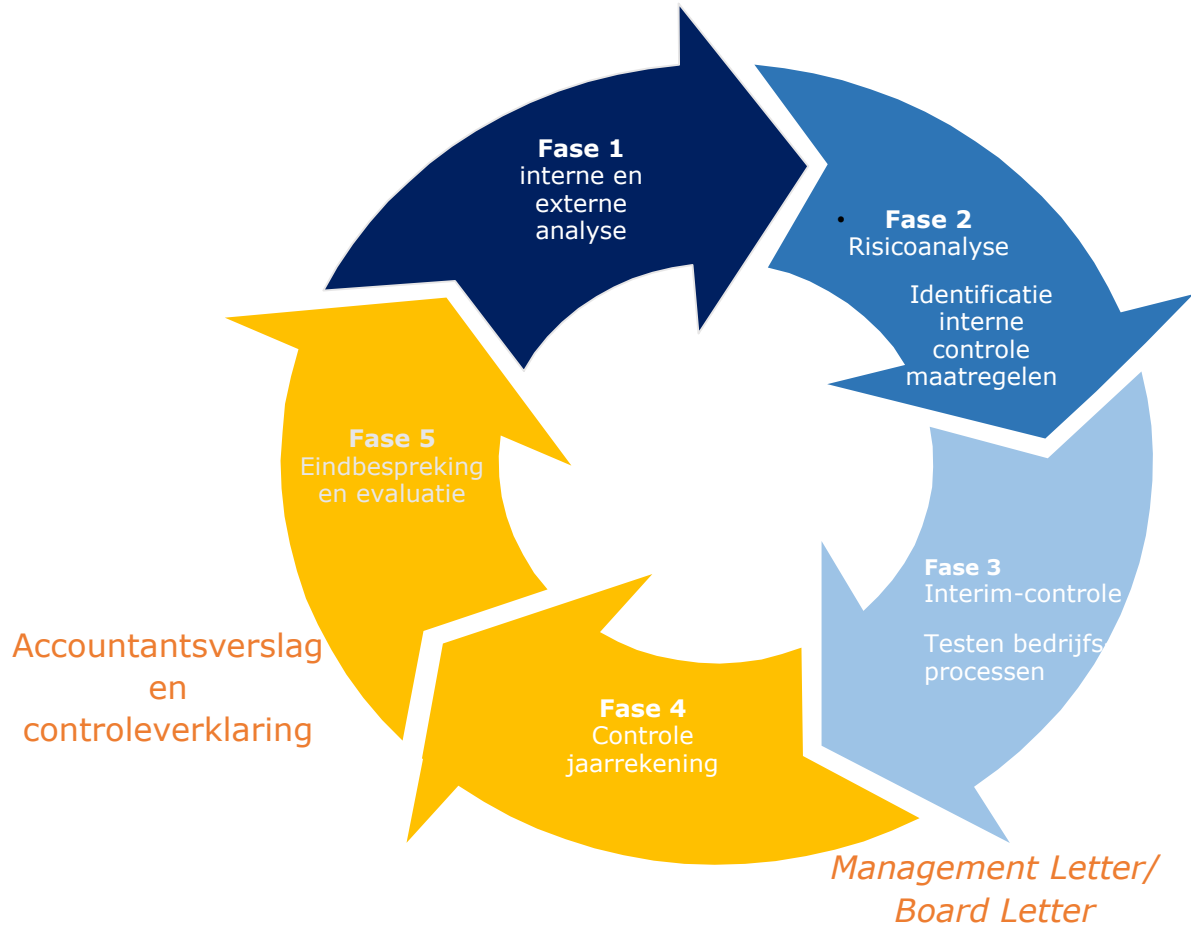 Fase 1
interne en
externe
analyse
• Fase 2
Risicoanalyse
Identificatie
interne
controle
maatregelen
Fase 3
Interim-controle
Testen bedrijfs
processen
Management Letter/
Board Letter
Fase 4
Controle
jaarrekening
Accountantsverslag
en
controleverklaring
Fase 5
Eindbespreking
en evaluatie